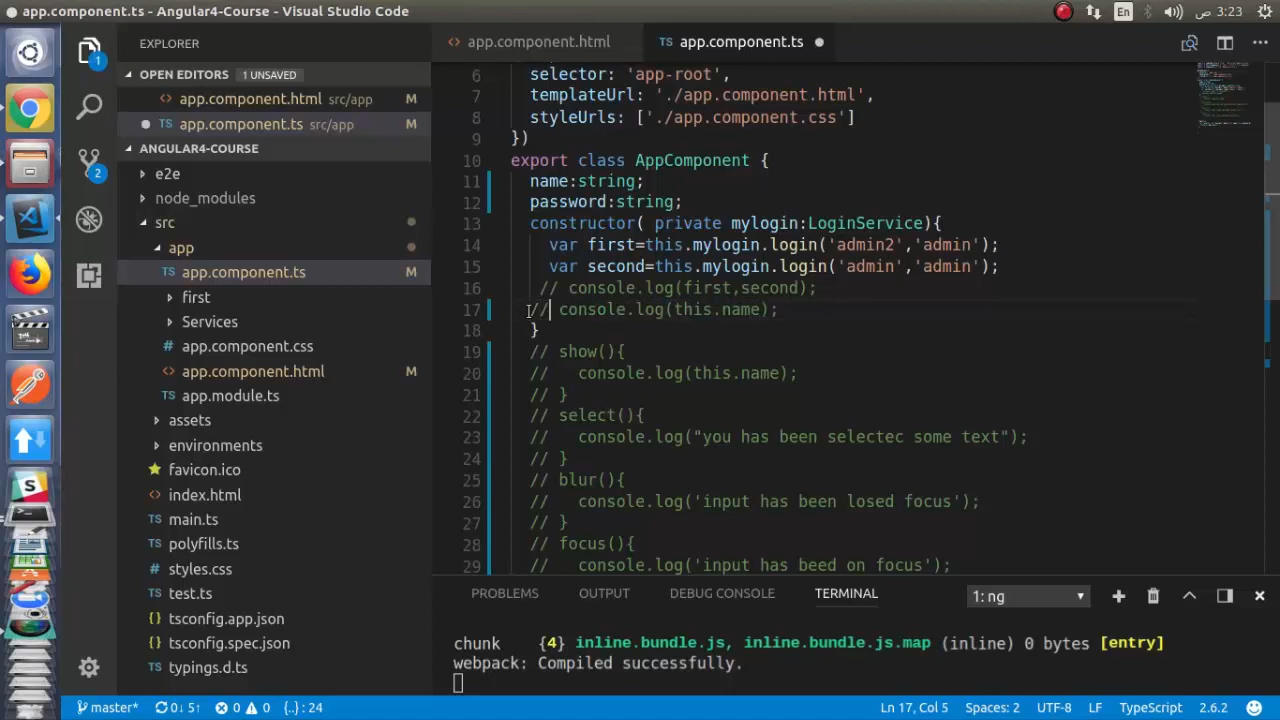 app.component.ts - Angular4-Course - Visual Studio Code
En
3:23 ص
EXPLORER
OPEN EDITORS 1 UNSAVED
app.component.html src/app M
app.component.ts src/app M
ANGULAR4-COURSE
e2e
node_modules
src
app
TS app.component.ts M
first
Services
app.component.css
app.component.html M
TS app.module.ts
assets
environments
favicon.ico
index.html
TS main.ts
TS polyfills.ts
styles.css
TS test.ts
tsconfig.app.json
tsconfig.spec.json
TS typings.d.ts
1
2
app.component.html
TS app.component.ts
6 selector: 'app-root',
7 templateUrl: './app.component.html',
8 styleUrls: ['./app.component.css']
9 })
10 export class AppComponent {
11 name:string;
12 password:string;
13 constructor( private mylogin:LoginService){
14 var first=this.mylogin.login('admin2','admin');
15 var second=this.mylogin.login('admin','admin');
16 // console.log(first,second);
17 // console.log(this.name);
18 }
19 // show(){
20 // console.log(this.name);
21 // }
22 // select(){
23 // console.log("you has been selectec some text");
24 // }
25 // blur(){
26 // console.log('input has been losed focus');
27 // }
28 // focus(){
29 // console.log('input has beed on focus');
PROBLEMS OUTPUT DEBUG CONSOLE TERMINAL 1: ng
chunk {4} inline.bundle.js, inline.bundle.js.map (inline) 0 bytes [entry]
webpack: Compiled successfully.
master* 0↓ 5↑ 0 0 {..} : 24 Ln 17, Col 5 Spaces: 2 UTF-8 LF TypeScript 2.6.2